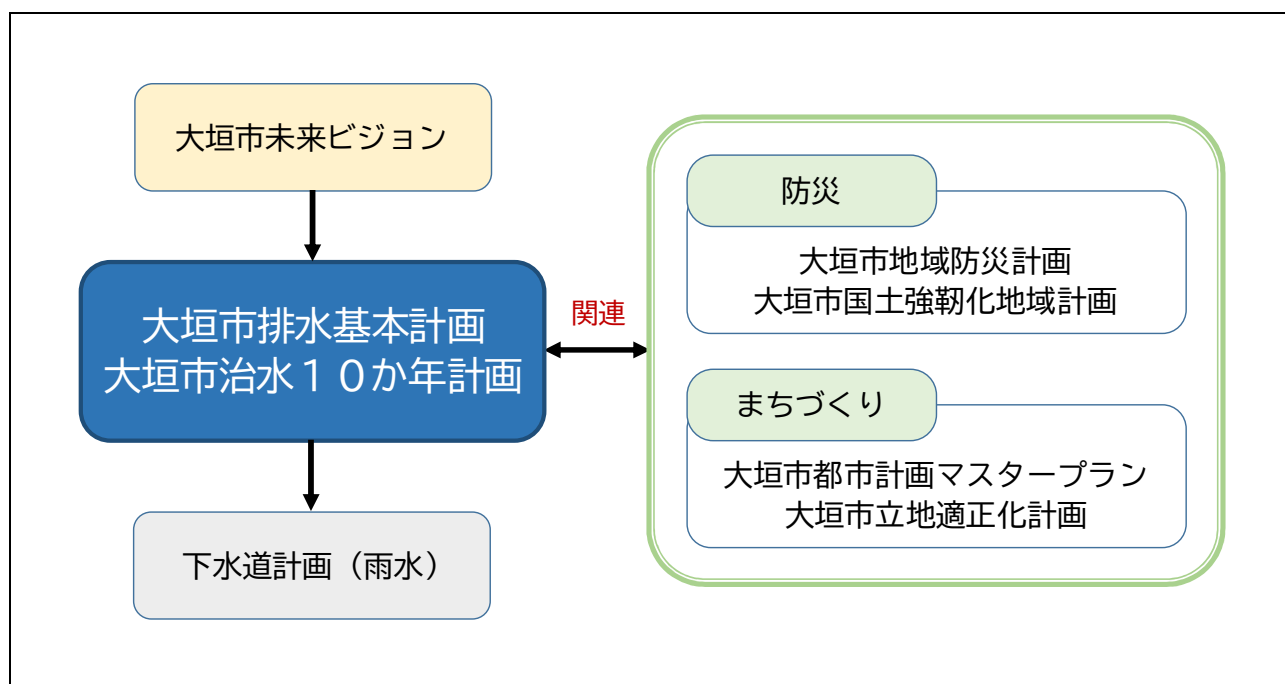 大垣市未来ビジョン
大垣市排水基本計画
大垣市治水１０か年計画
下水道計画（雨水）
関連
防災
大垣市地域防災計画
大垣市国土強靭化地域計画
まちづくり
大垣市都市計画マスタープラン
大垣市立地適正化計画